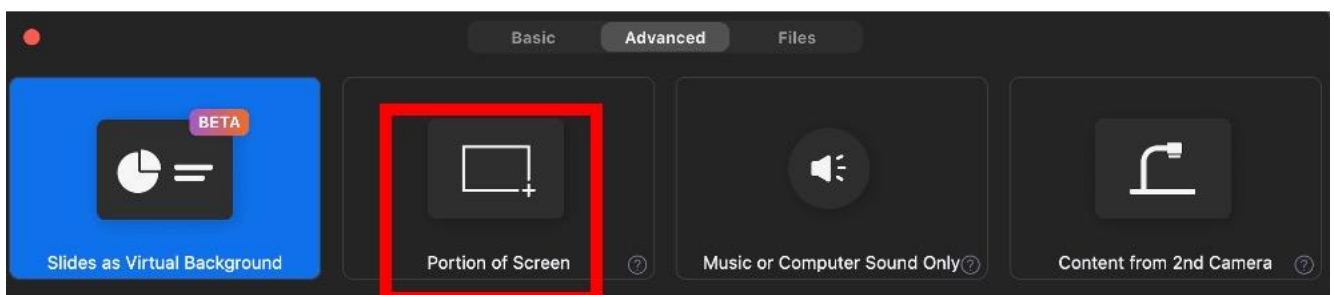 Basic Advanced Files
BETA
Slides as Virtual Background
Portion of Screen ?
Music or Computer Sound Only ?
Content from 2nd Camera ?